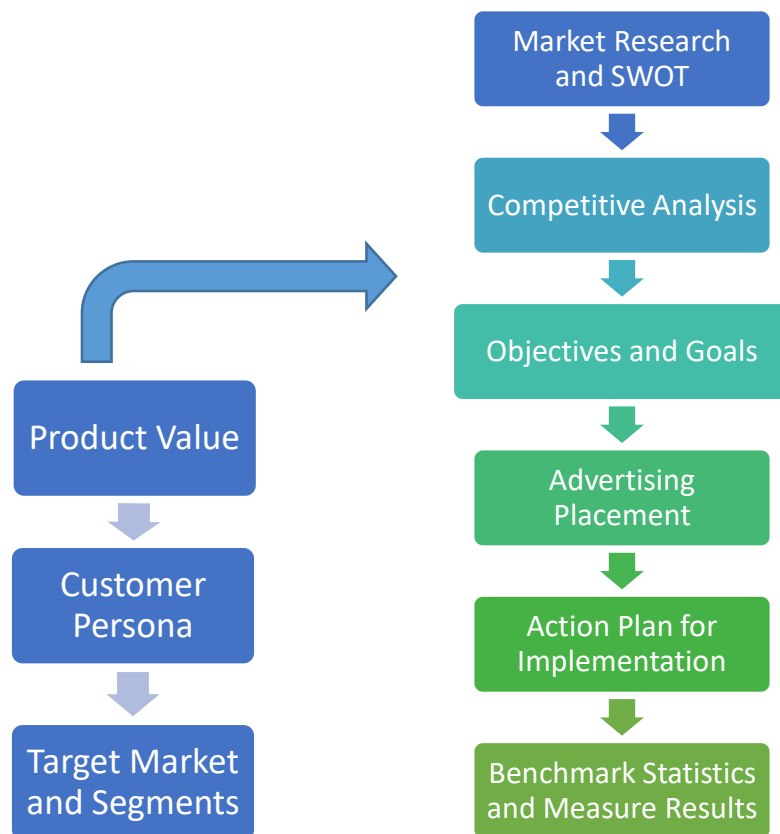 Product Value
Customer
Persona
Target Market
and Segments
Market Research
and SWOT
Competitive Analysis
Objectives and Goals
Advertising
Placement
Action Plan for
Implementation
Benchmark Statistics
and Measure Results